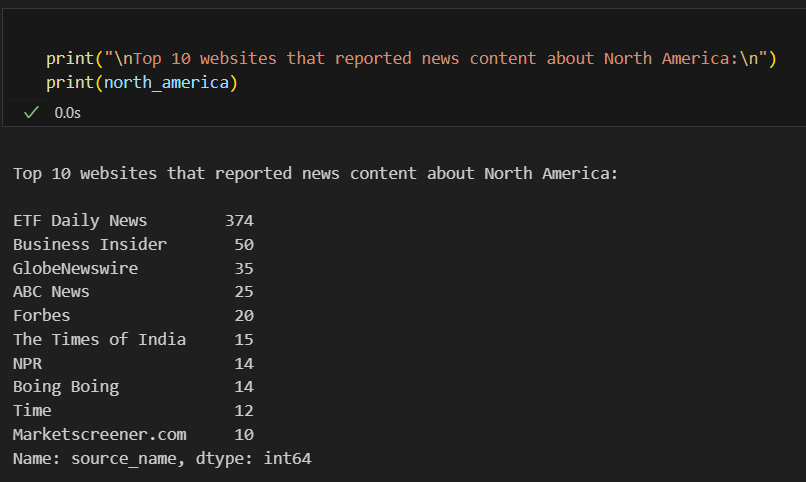 print("\nTop 10 websites that reported news content about North America:\n")
print(north_america)
0.0s
Top 10 websites that reported news content about North America:
ETF Daily News 374
Business Insider 50
GlobeNewswire 35
ABC News 25
Forbes 20
The Times of India 15
NPR 14
Boing Boing 14
Time 12
Marketscreener.com 10
Name: source_name, dtype: int64